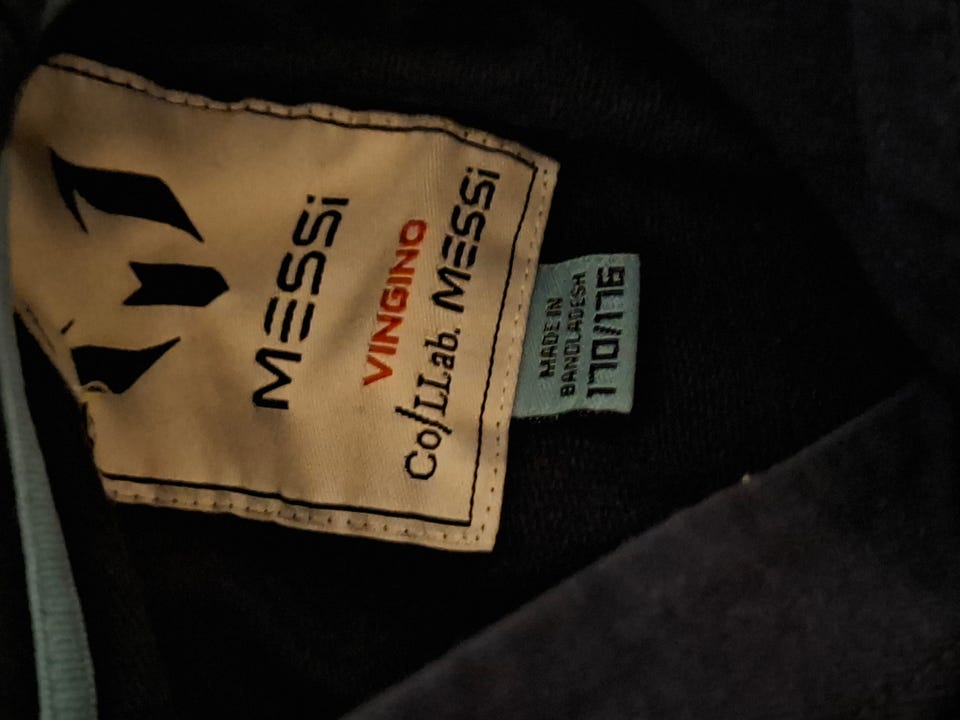 MESSi
VINGINO
Co/LLab. MESSi
MADE IN
BANGLADESH
170/176